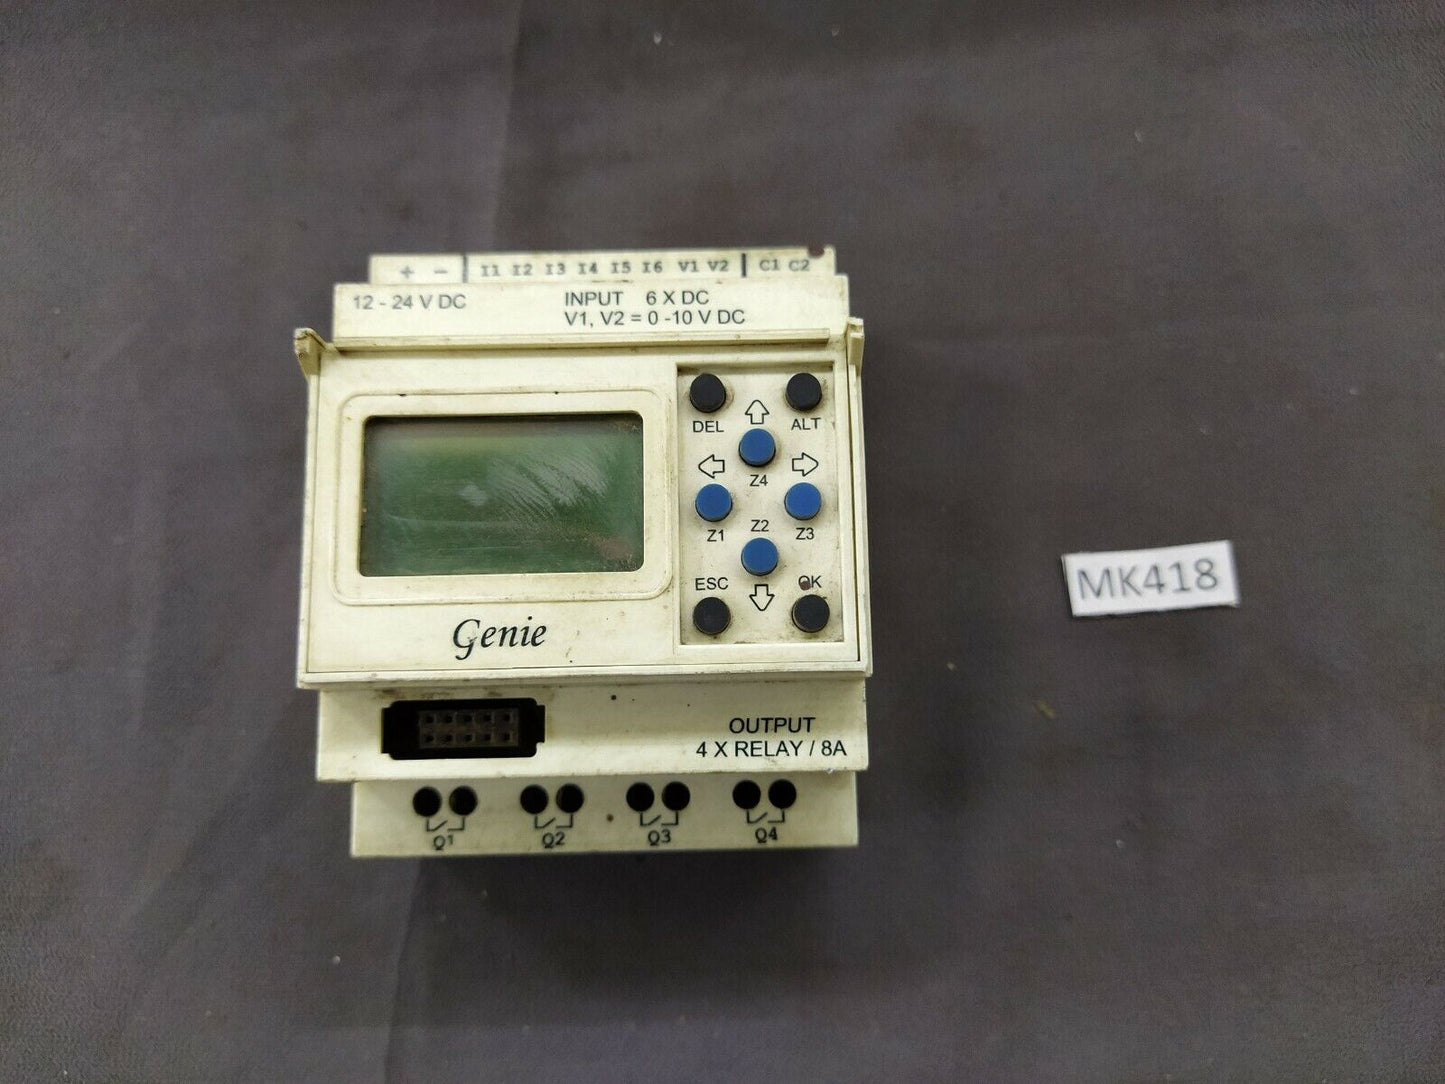 + - I1 I2 I3 I4 I5 I6 V1 V2 C1 C2
12 - 24 V DC
INPUT 6 X DC
V1, V2 = 0 -10 V DC
DEL
ALT
Z4
Z1
Z2
Z3
ESC
OK
Genie
OUTPUT
4 X RELAY / 8A
Q1 Q2 Q3 Q4
MK418